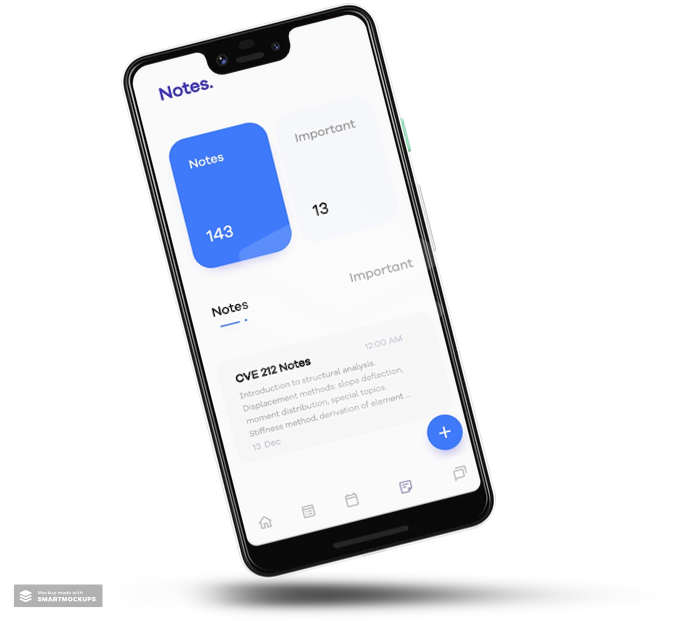 Notes.
Notes
Important
143
13
Notes
Important
12:00 AM
CVE 212 Notes
Introduction to structural analysis.
Displacement methods: slope deflection,
moment distribution, special topics.
Stiffness method, derivation of element ...
13 Dec
Mockup made with
SMARTMOCKUPS